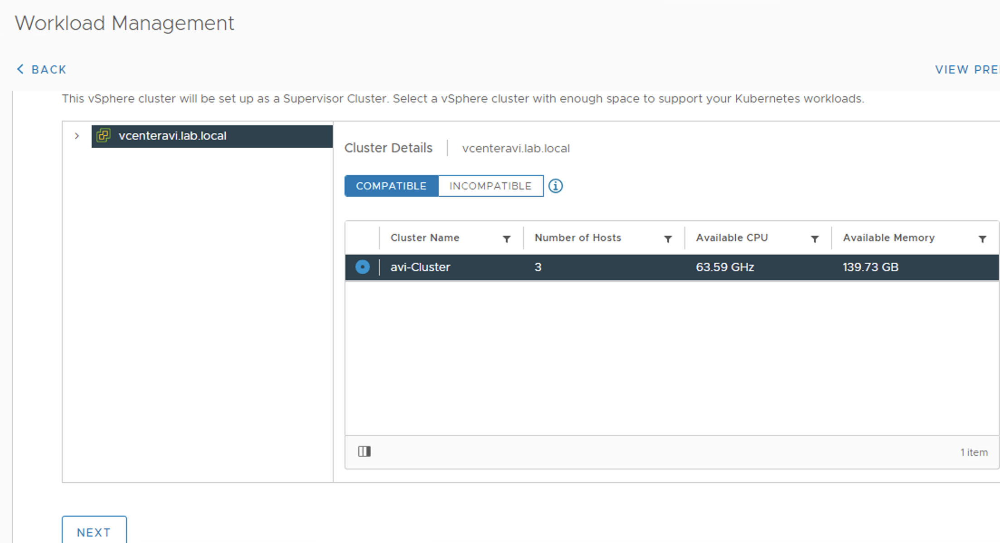 Workload Management
BACK
VIEW PRE
This vSphere cluster will be set up as a Supervisor Cluster. Select a vSphere cluster with enough space to support your Kubernetes workloads.
vcenteravi.lab.local
Cluster Details vcenteravi.lab.local
COMPATIBLE INCOMPATIBLE
Cluster Name Number of Hosts Available CPU Available Memory
avi-Cluster 3 63.59 GHz 139.73 GB
1 item
NEXT